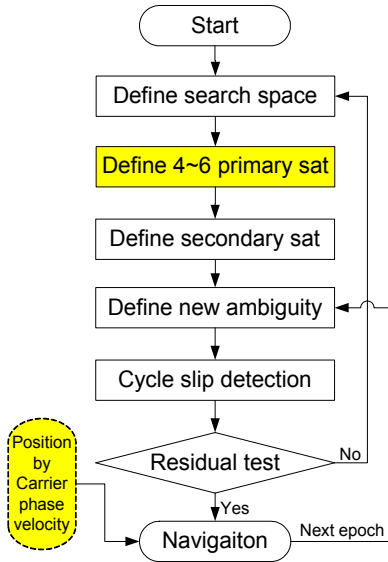 Start
Define search space
Define 4~6 primary sat
Define secondary sat
Define new ambiguity
Cycle slip detection
Position
by
Carrier
phase
velocity
Residual test
No
Yes
Navigaiton
Next epoch